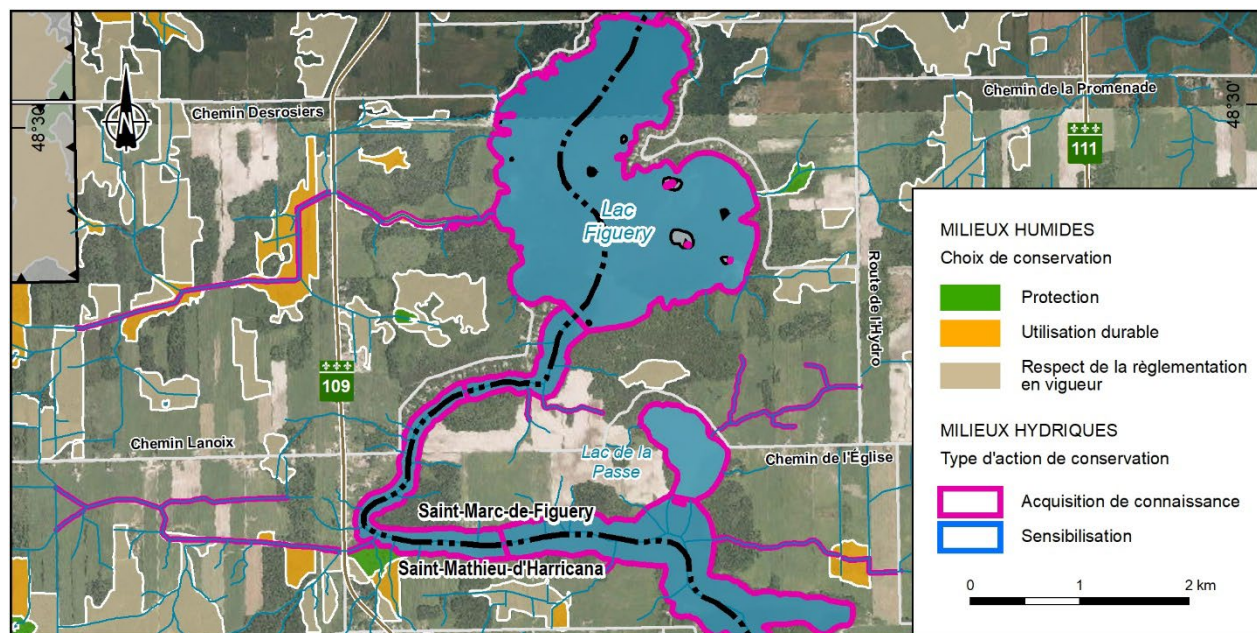 Chemin Desrosiers
48°30'
N
Chemin de la Promenade
48°30'
111
Lac
Figuery
Route de l'Hydro
109
Chemin Lanoix
Lac de la
Passe
Chemin de l'Église
Saint-Marc-de-Figuery
Saint-Mathieu-d'Harricana
MILIEUX HUMIDES
Choix de conservation
Protection
Utilisation durable
Respect de la règlementation
en vigueur
MILIEUX HYDRIQUES
Type d'action de conservation
Acquisition de connaissance
Sensibilisation
0 1 2 km